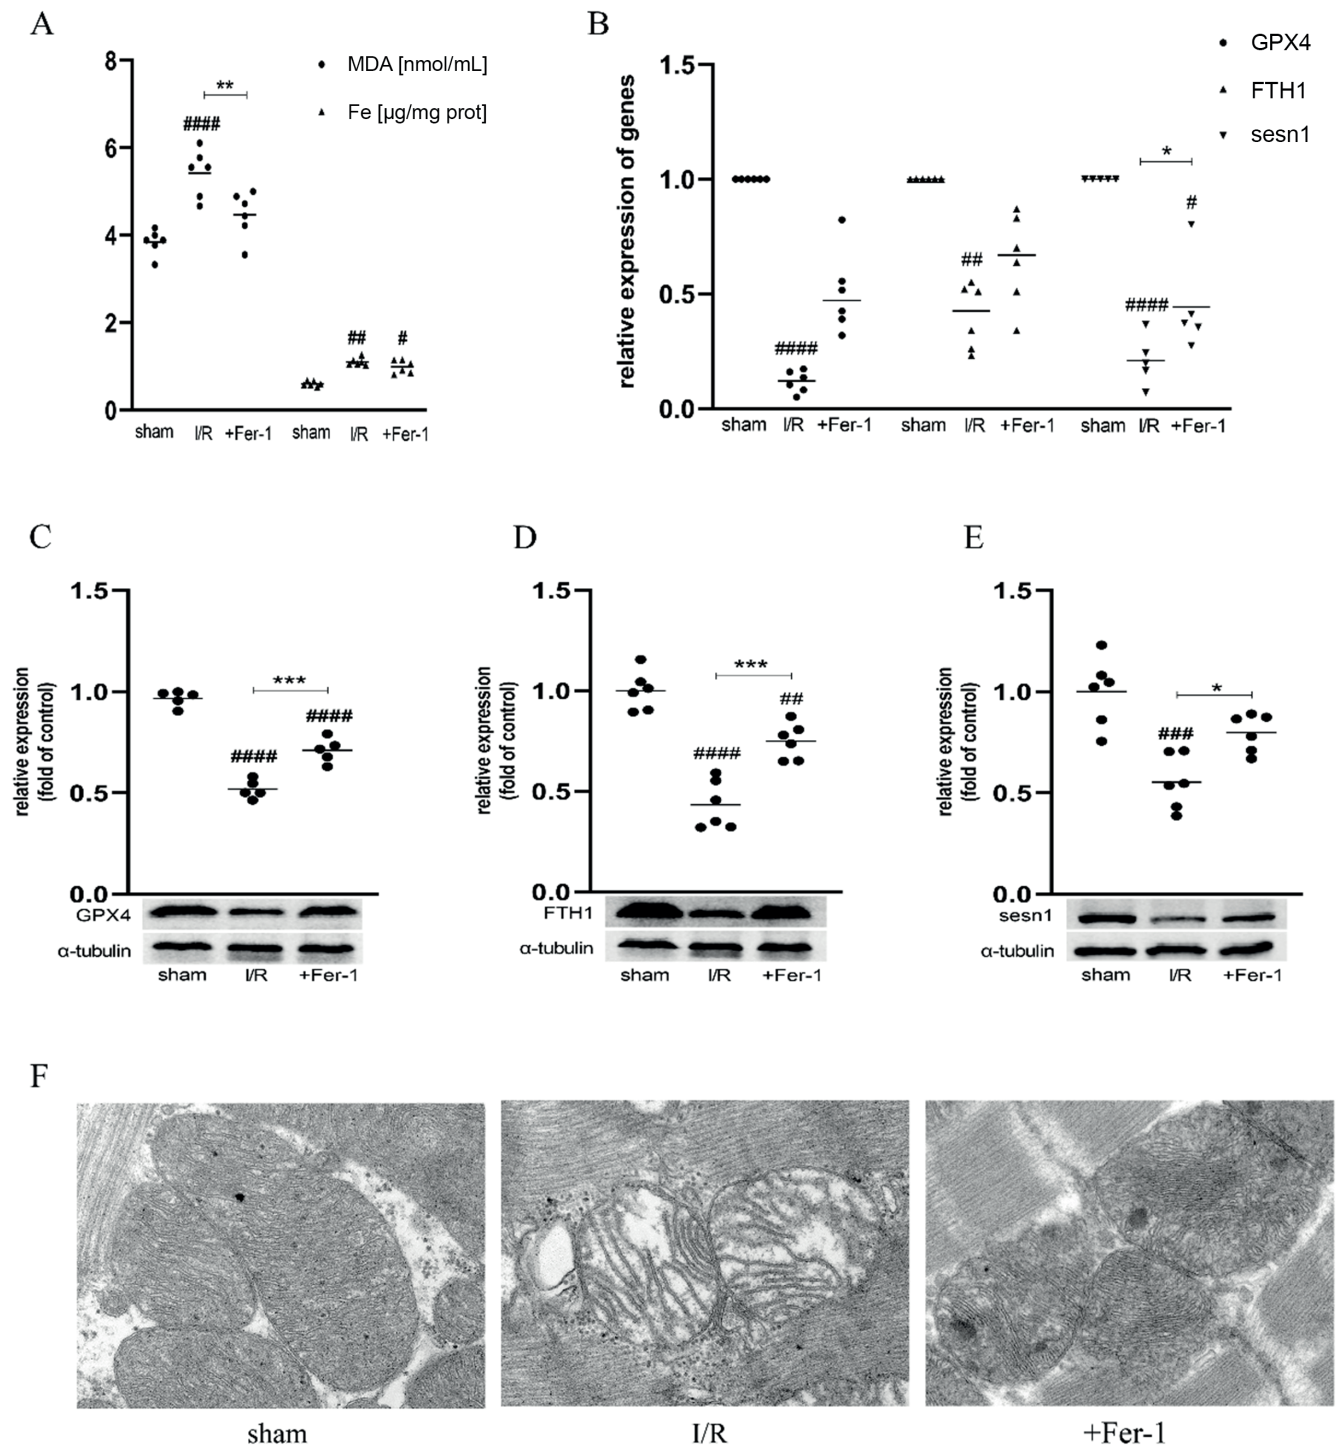 A
8
6
4
2
0
MDA [nmol/mL]
Fe [µg/mg prot]
####
**
##
#
sham I/R +Fer-1 sham I/R +Fer-1
B
relative expression of genes
1.5
1.0
0.5
0.0
GPX4
FTH1
sesn1
####
##
####
*
#
sham I/R +Fer-1 sham I/R +Fer-1 sham I/R +Fer-1
C
relative expression
(fold of control)
1.5
1.0
0.5
0.0
***
####
####
GPX4
α-tubulin
sham I/R +Fer-1
D
relative expression
(fold of control)
1.5
1.0
0.5
0.0
***
##
####
FTH1
α-tubulin
sham I/R +Fer-1
E
relative expression
(fold of control)
1.5
1.0
0.5
0.0
*
###
sesn1
α-tubulin
sham I/R +Fer-1
F
sham I/R +Fer-1